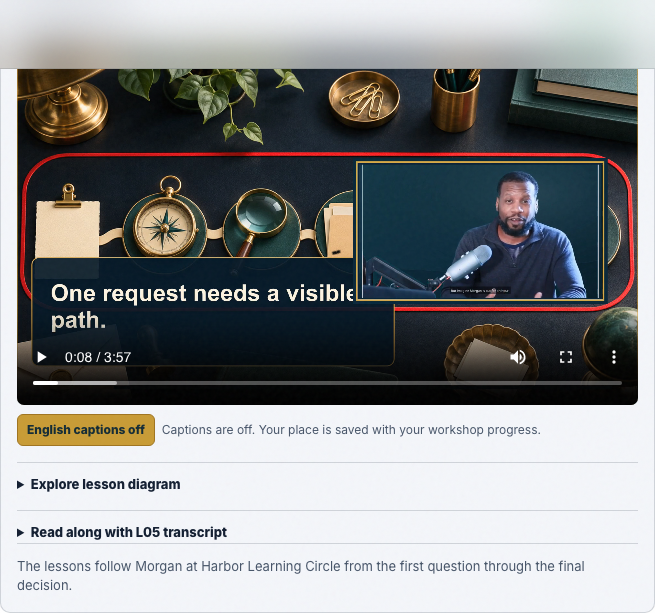 One request needs a visible
path.
0:08 / 3:57
English captions off
Captions are off. Your place is saved with your workshop progress.
Explore lesson diagram
Read along with L05 transcript
The lessons follow Morgan at Harbor Learning Circle from the first question through the final
decision.